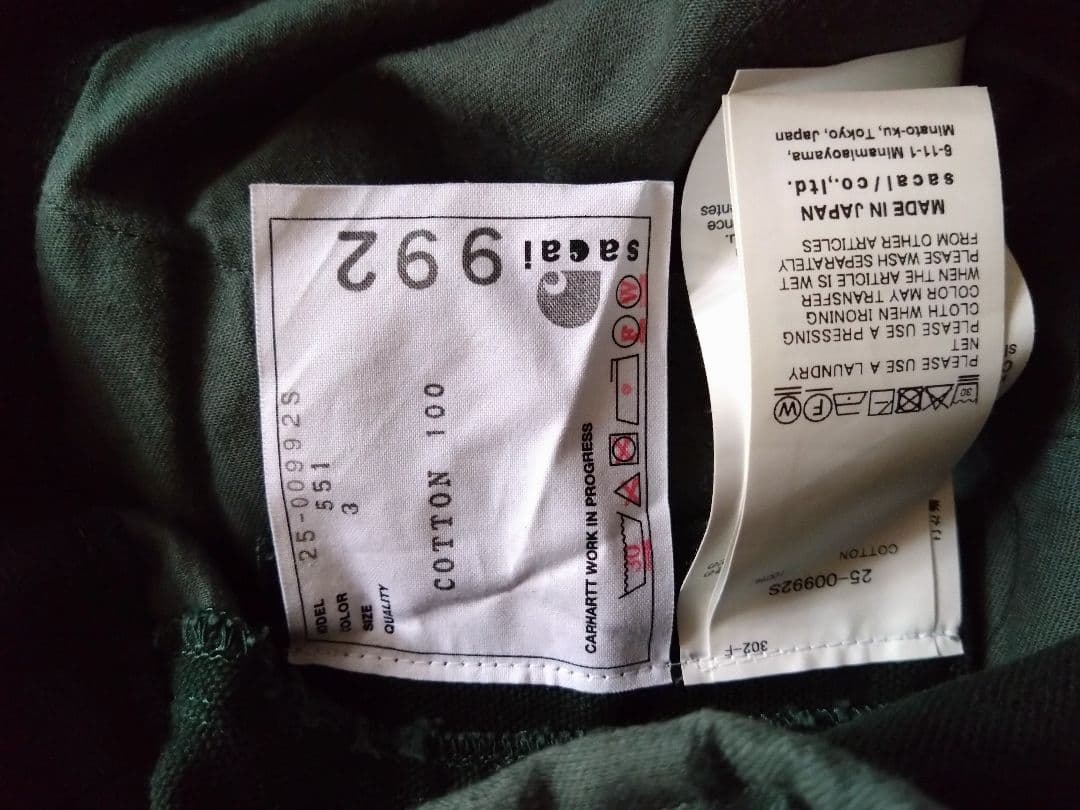 sacai
992
MODEL 25-00992S
COLOR 551
SIZE 3
QUALITY
COTTON 100
CARHARTT WORK IN PROGRESS
30
F
W
30
F
W
PLEASE USE A LAUNDRY
NET
PLEASE USE A PRESSING
CLOTH WHEN IRONING
COLOR MAY TRANSFER
WHEN THE ARTICLE IS WET
PLEASE WASH SEPARATELY
FROM OTHER ARTICLES
MADE IN JAPAN
sacai/co.,ltd.
6-11-1 Minamiaoyama,
Minato-ku, Tokyo, Japan
25-00992S
COTTON
302-F